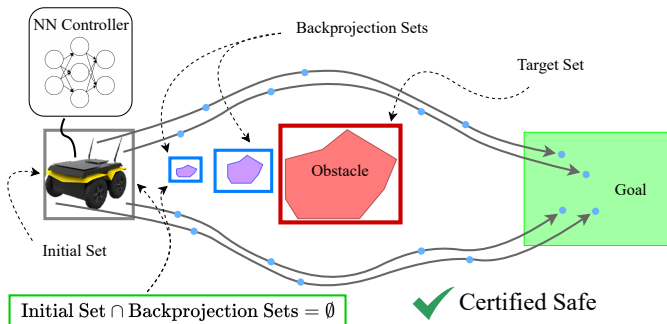 NN Controller
Backprojection Sets
Target Set
Obstacle
Goal
Initial Set
Initial Set ∩ Backprojection Sets = ∅
Certified Safe